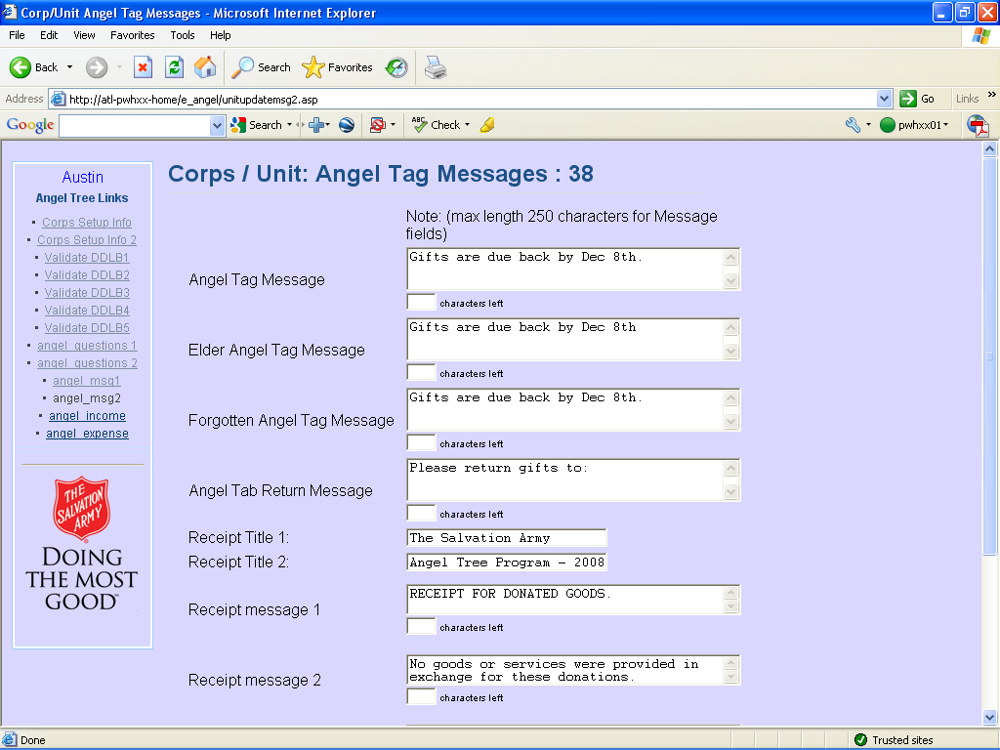 Corp/Unit Angel Tag Messages - Microsoft Internet Explorer
File Edit View Favorites Tools Help
Back Search Favorites
Address http://atl-pwhxx-home/e_angel/unitupdatemsg2.asp Go Links »
Google Search ABC Check pwhxx01
Austin
Angel Tree Links
Corps Setup Info
Corps Setup Info 2
Validate DDLB1
Validate DDLB2
Validate DDLB3
Validate DDLB4
Validate DDLB5
angel_questions 1
angel_questions 2
angel_msg1
angel_msg2
angel_income
angel_expense
THE
SALVATION
ARMY
DOING
THE MOST
GOOD™
Corps / Unit: Angel Tag Messages : 38
Note: (max length 250 characters for Message
fields)
Angel Tag Message Gifts are due back by Dec 8th.
characters left
Elder Angel Tag Message Gifts are due back by Dec 8th
characters left
Forgotten Angel Tag Message Gifts are due back by Dec 8th.
characters left
Angel Tab Return Message Please return gifts to:
characters left
Receipt Title 1: The Salvation Army
Receipt Title 2: Angel Tree Program - 2008
Receipt message 1 RECEIPT FOR DONATED GOODS.
characters left
Receipt message 2 No goods or services were provided in
exchange for these donations.
characters left
Done Trusted sites